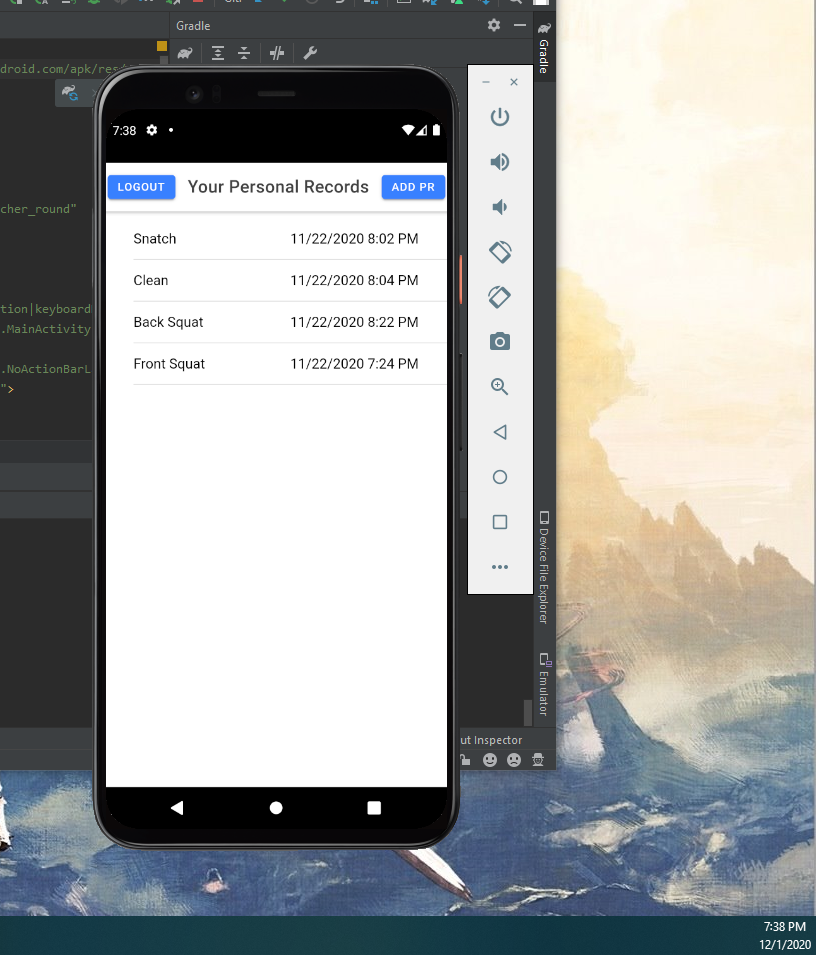 Gradle
droid.com/apk/res
Gradle
7:38
LOGOUT
Your Personal Records
ADD PR
Snatch 11/22/2020 8:02 PM
Clean 11/22/2020 8:04 PM
Back Squat 11/22/2020 8:22 PM
Front Squat 11/22/2020 7:24 PM
cher_round"
tion|keyboard
.MainActivity
.NoActionBarL
">
Device File Explorer
Emulator
ut Inspector
7:38 PM
12/1/2020